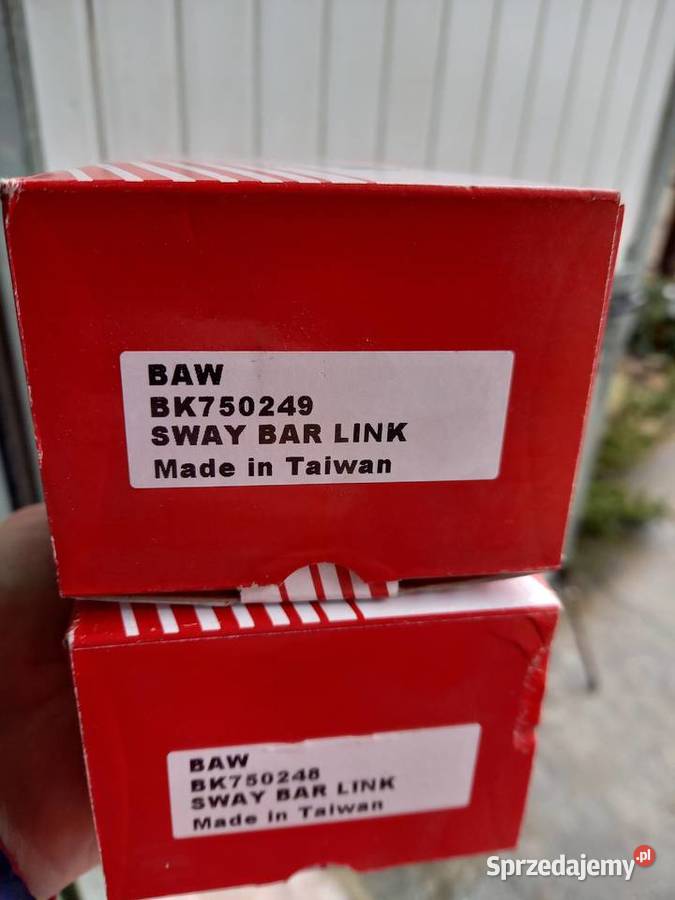 BAW
BK750249
SWAY BAR LINK
Made in Taiwan
BAW
BK750248
SWAY BAR LINK
Made in Taiwan
Sprzedajemy.pl